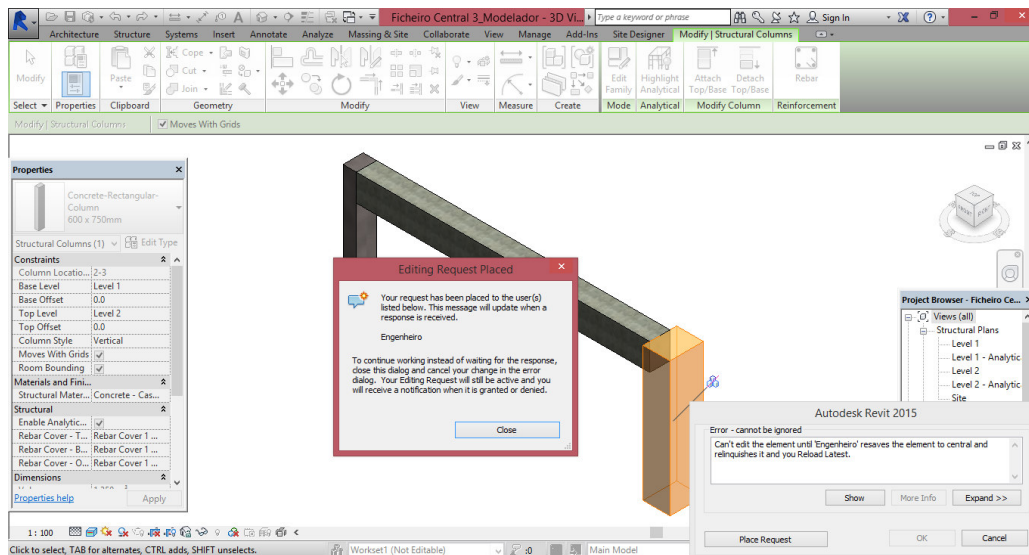 Ficheiro Central 3_Modelador - 3D Vi...
Type a keyword or phrase
Sign In
Architecture Structure Systems Insert Annotate Analyze Massing & Site Collaborate View Manage Add-Ins Site Designer Modify | Structural Columns
Modify
Paste
Cope
Cut
Join
Edit Family
Highlight Analytical
Attach Top/Base
Detach Top/Base
Rebar
Select Properties Clipboard Geometry Modify View Measure Create Mode Analytical Modify Column Reinforcement
Modify | Structural Columns
Moves With Grids
Properties
Concrete-Rectangular-
Column
600 x 750mm
Structural Columns (1) Edit Type
Constraints
Column Locatio... 2-3
Base Level Level 1
Base Offset 0.0
Top Level Level 2
Top Offset 0.0
Column Style Vertical
Moves With Grids
Room Bounding
Materials and Fini...
Structural Mater... Concrete - Cas...
Structural
Enable Analytic...
Rebar Cover - T... Rebar Cover 1 ...
Rebar Cover - B... Rebar Cover 1 ...
Rebar Cover - O... Rebar Cover 1 ...
Dimensions
Properties help Apply
Editing Request Placed
Your request has been placed to the user(s)
listed below. This message will update when a
response is received.
Engenheiro
To continue working instead of waiting for the response,
close this dialog and cancel your change in the error
dialog. Your Editing Request will still be active and you
will receive a notification when it is granted or denied.
Close
Project Browser - Ficheiro Ce...
Views (all)
Structural Plans
Level 1
Level 1 - Analytic
Level 2
Level 2 - Analytic
Site
Autodesk Revit 2015
Error - cannot be ignored
Can't edit the element until 'Engenheiro' resaves the element to central and
relinquishes it and you Reload Latest.
Show More Info Expand >>
Place Request OK Cancel
1 : 100
Click to select, TAB for alternates, CTRL adds, SHIFT unselects.
Workset1 (Not Editable)
:0
Main Model